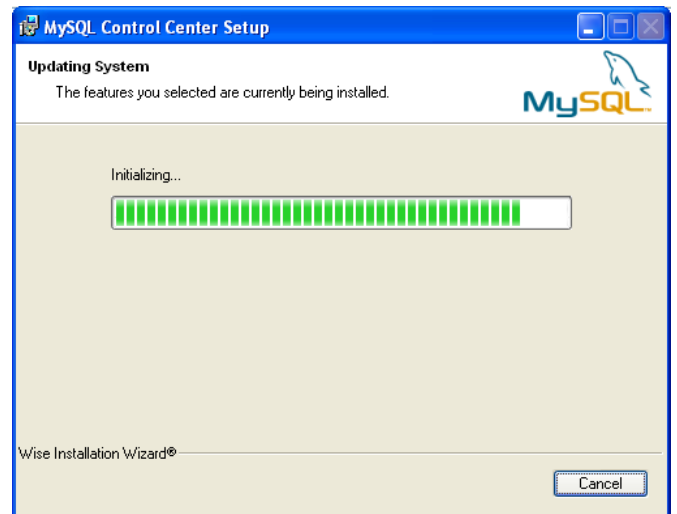 MySQL Control Center Setup
Updating System
The features you selected are currently being installed.
MySQL
Initializing...
Wise Installation Wizard®
Cancel